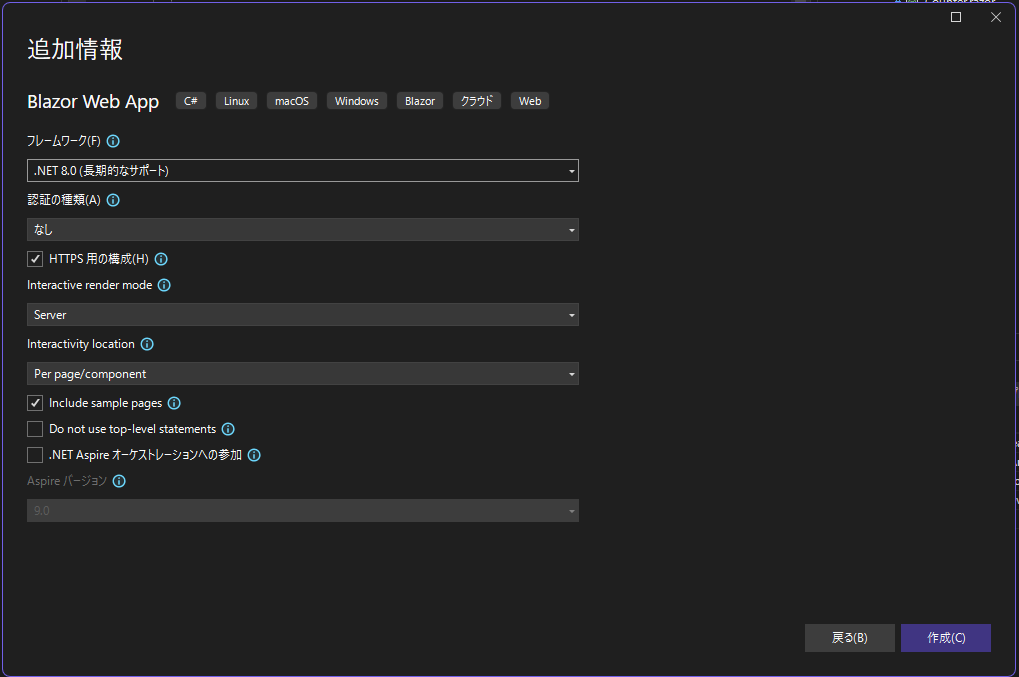 追加情報
Blazor Web App C# Linux macOS Windows Blazor クラウド Web
フレームワーク(F)
.NET 8.0 (長期的なサポート)
認証の種類(A)
なし
HTTPS 用の構成(H)
Interactive render mode
Server
Interactivity location
Per page/component
Include sample pages
Do not use top-level statements
.NET Aspire オーケストレーションへの参加
Aspire バージョン
9.0
戻る(B) 作成(C)